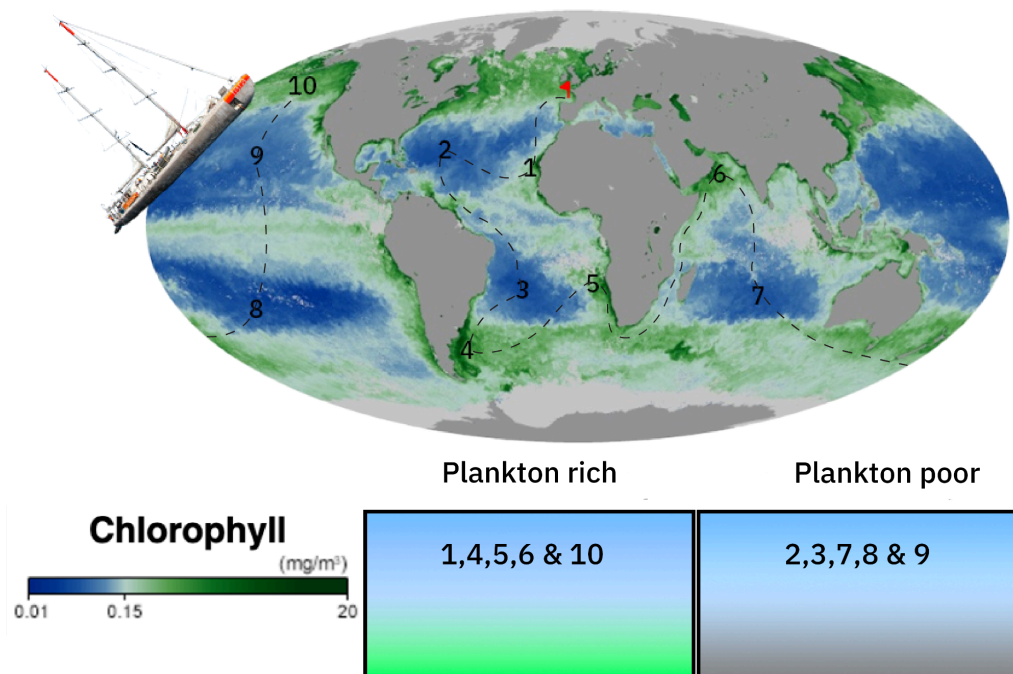 10
9
2
1
6
8
3
5
7
4
Plankton rich
Plankton poor
Chlorophyll
(mg/m³)
0.01
0.15
20
1,4,5,6 & 10
2,3,7,8 & 9